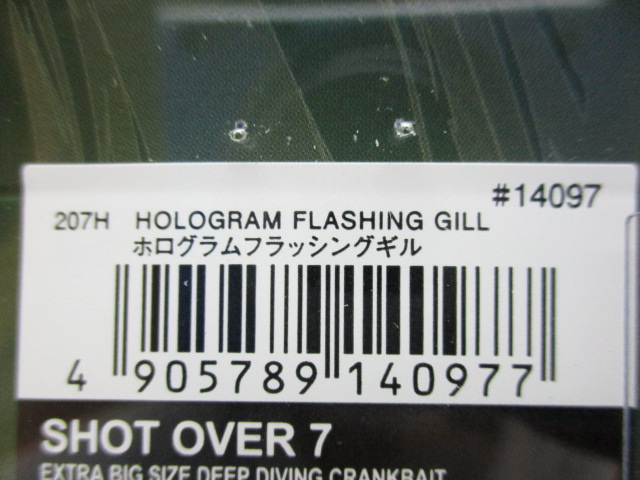 #14097
207H HOLOGRAM FLASHING GILL
ホログラムフラッシングギル
4 905789 140977
SHOT OVER 7
EXTRA BIG SIZE DEEP DIVING CRANKBAIT